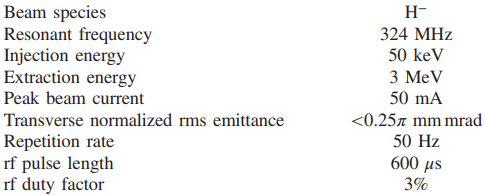 Beam species H−
Resonant frequency 324 MHz
Injection energy 50 keV
Extraction energy 3 MeV
Peak beam current 50 mA
Transverse normalized rms emittance <0.25π mm mrad
Repetition rate 50 Hz
rf pulse length 600 μs
rf duty factor 3%